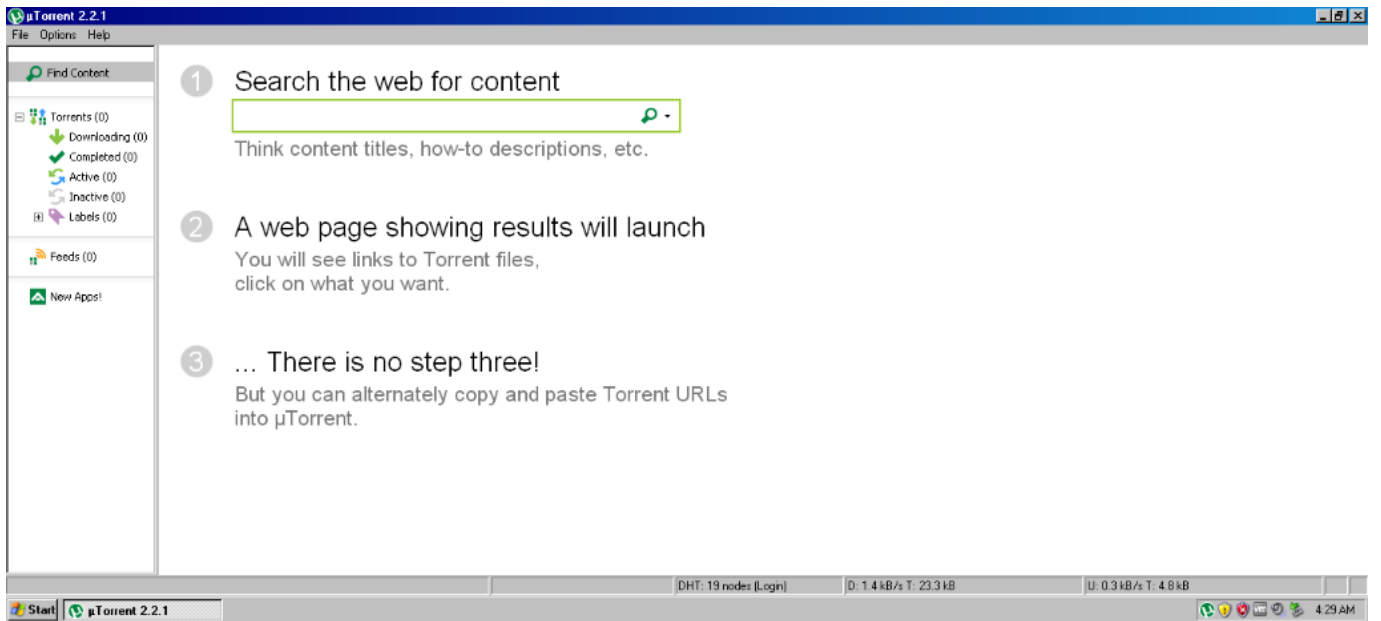 µTorrent 2.2.1
File Options Help
Find Content
Torrents (0)
Downloading (0)
Completed (0)
Active (0)
Inactive (0)
Labels (0)
Feeds (0)
New Apps!
1 Search the web for content
Think content titles, how-to descriptions, etc.
2 A web page showing results will launch
You will see links to Torrent files,
click on what you want.
3 ... There is no step three!
But you can alternately copy and paste Torrent URLs
into µTorrent.
DHT: 19 nodes (Login) D: 1.4 kB/s T: 23.3 kB U: 0.3 kB/s T: 4.8 kB
Start µTorrent 2.2.1 4:29 AM